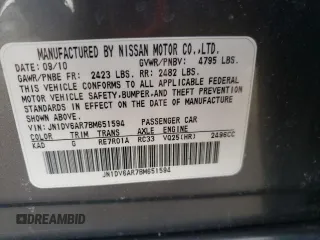 MANUFACTURED BY NISSAN MOTOR CO.,LTD.
DATE: 09/10 GVWR/PNBV: 4795 LBS.
GAWR/PNBE FR: 2423 LBS. RR: 2482 LBS.
THIS VEHICLE CONFORMS TO ALL APPLICABLE FEDERAL
MOTOR VEHICLE SAFETY, BUMPER, AND THEFT PREVENTION
STANDARDS IN EFFECT ON THE DATE OF MANUFACTURE
SHOWN ABOVE.
VIN: JN1DV6AR7BM651594 PASSENGER CAR
COLOR TRIM TRANS AXLE ENGINE
KAD G RE7R01A RC33 VQ25(HR) 2496CC
JN1DV6AR7BM651594
DREAMBID